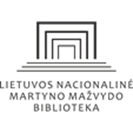 LIETUVOS NACIONALINĖ
MARTYNO MAŽVYDO
BIBLIOTEKA